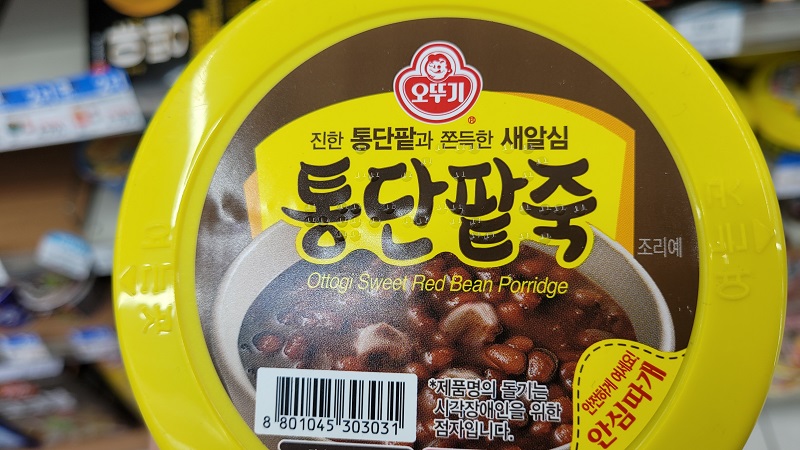 오뚜기
진한 통단팥과 쫀득한 새알심
통단팥죽
조리예
Ottogi Sweet Red Bean Porridge
안전하게 여세요!
안심따개
*제품명의 돌기는
시각장애인을 위한
점자입니다.
8 801045 303031